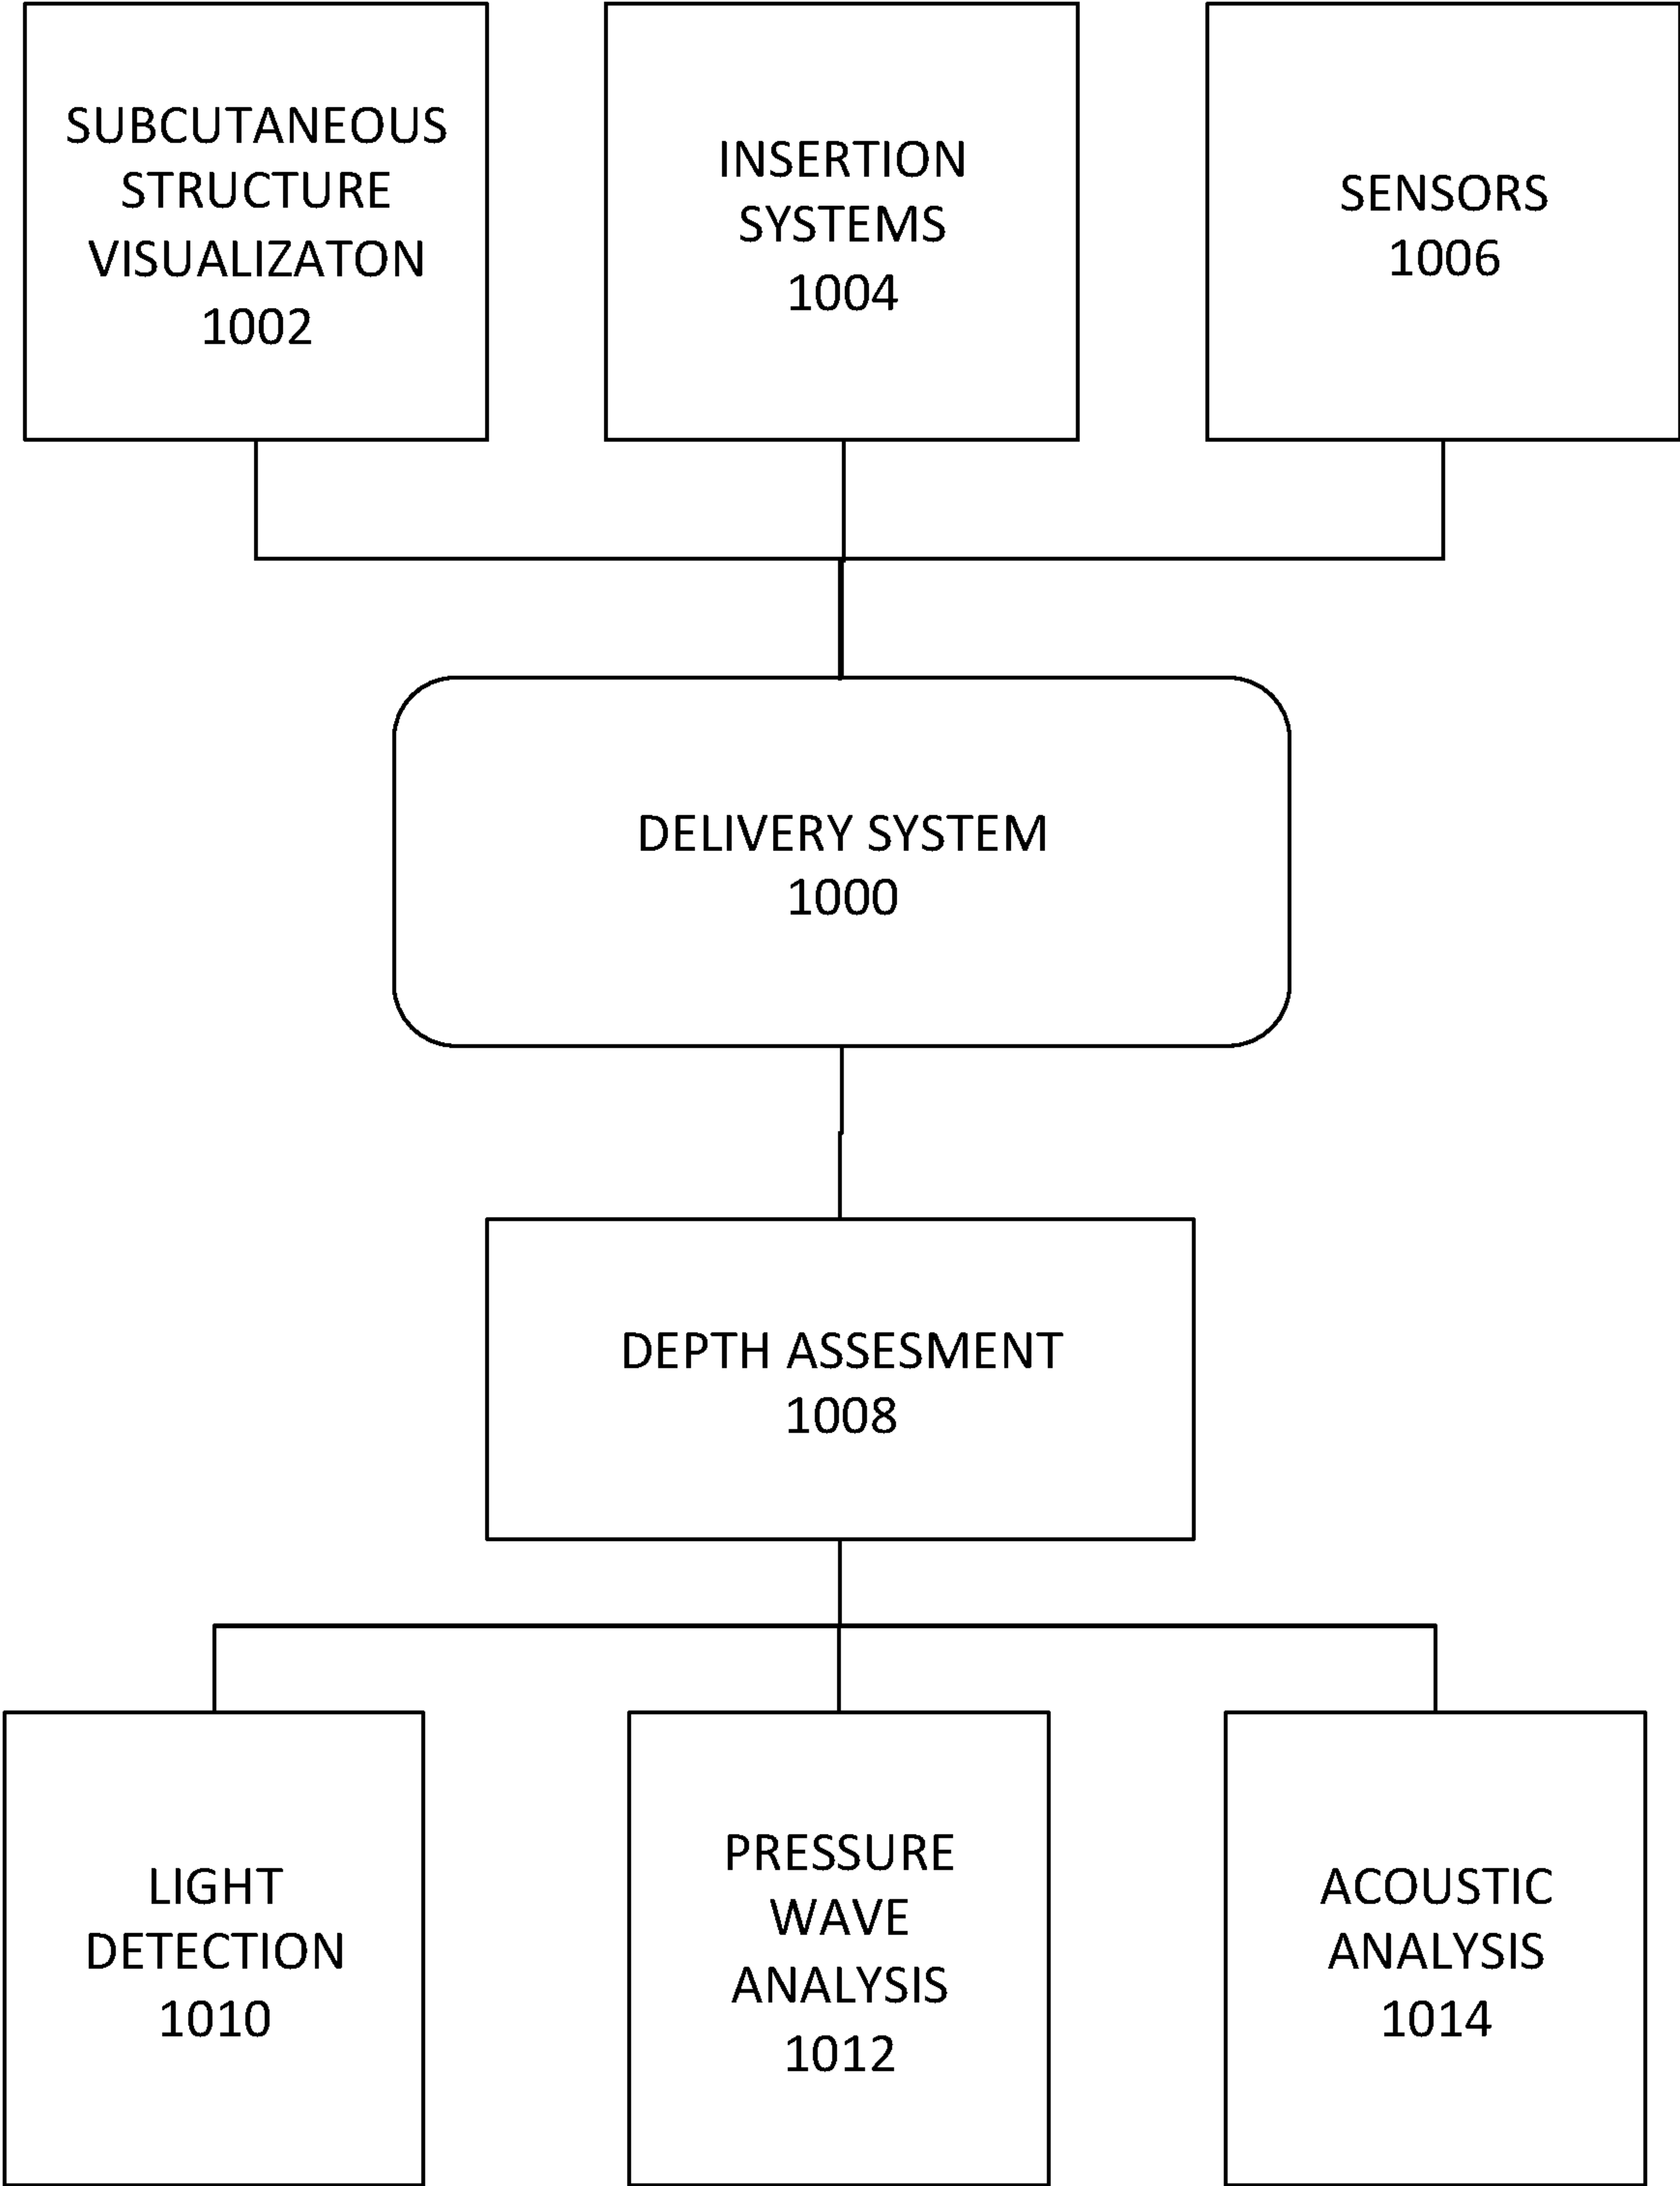 SUBCUTANEOUS
STRUCTURE
VISUALIZATON
1002
INSERTION
SYSTEMS
1004
SENSORS
1006
DELIVERY SYSTEM
1000
DEPTH ASSESMENT
1008
LIGHT
DETECTION
1010
PRESSURE
WAVE
ANALYSIS
1012
ACOUSTIC
ANALYSIS
1014